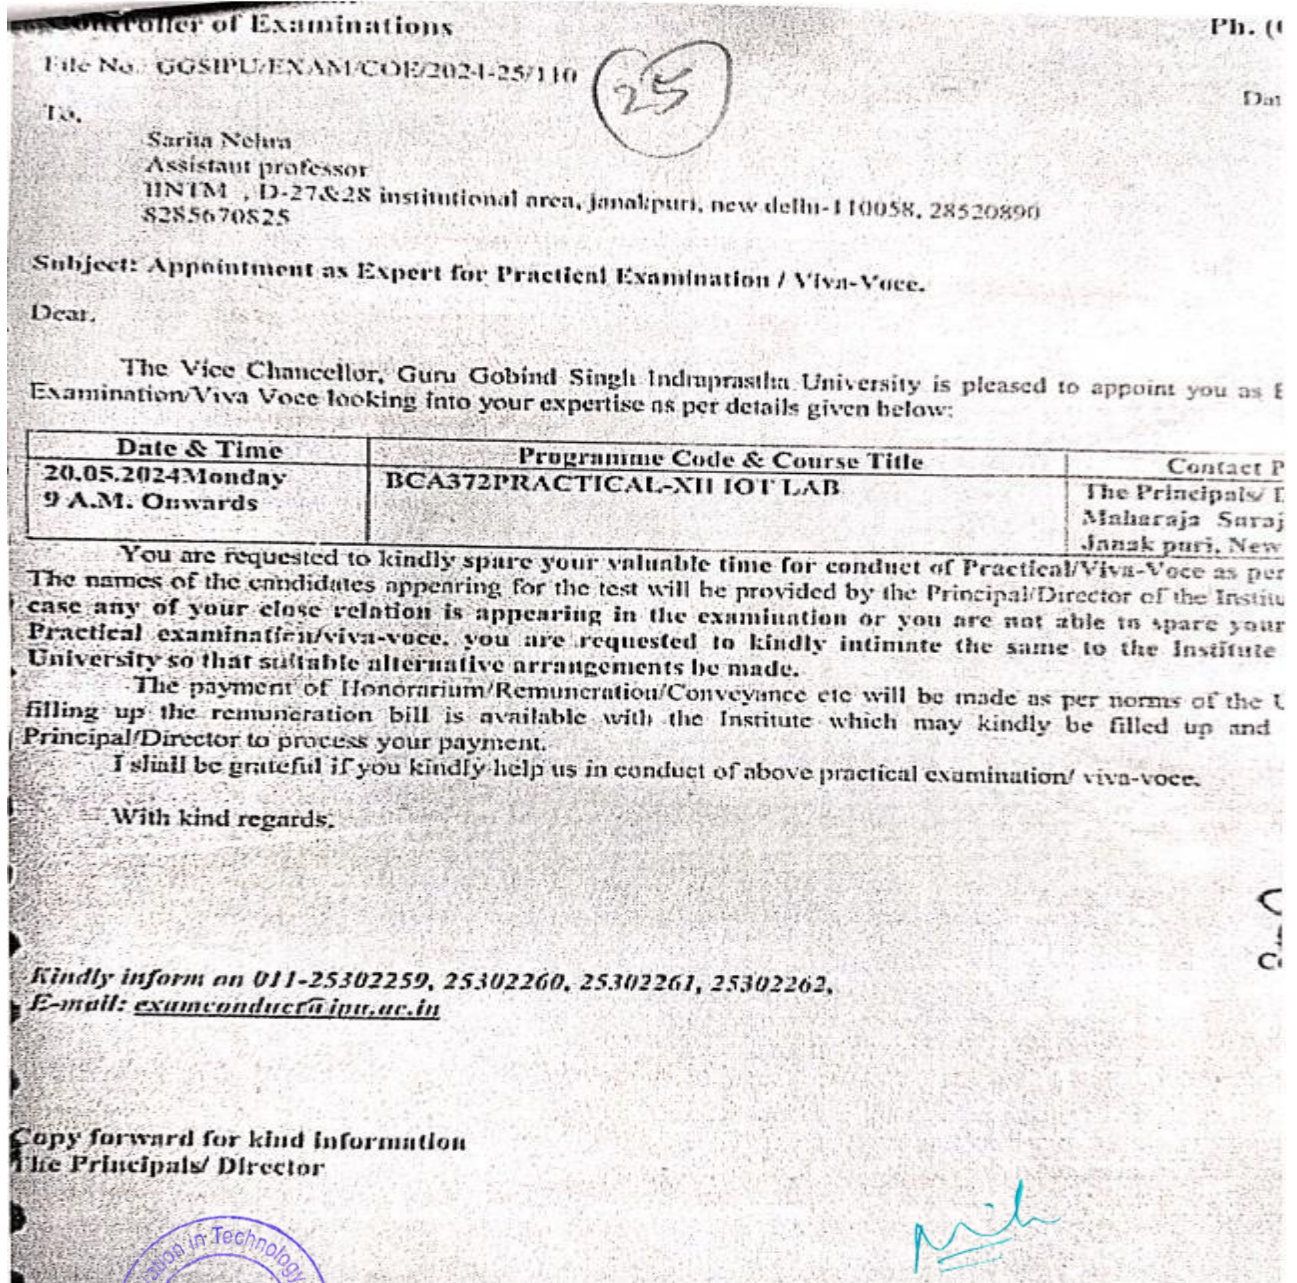 Controller of Examinations
Ph. (
File No.: GGSIPU/EXAM/COE/2024-25/110
25
Dat
To,
Sarita Nehra
Assistant professor
IINTM , D-27&28 institutional area, janakpuri, new delhi-110058, 28520890
8285670825
Subject: Appointment as Expert for Practical Examination / Viva-Voce.
Dear,
The Vice Chancellor, Guru Gobind Singh Indraprastha University is pleased to appoint you as E
Examination/Viva Voce looking into your expertise as per details given below:
Date & Time
Programme Code & Course Title
Contact P
20.05.2024Monday
BCA372PRACTICAL-XII IOT LAB
The Principals/ D
9 A.M. Onwards
Maharaja Suraj
Janak puri, New
You are requested to kindly spare your valuable time for conduct of Practical/Viva-Voce as per
The names of the candidates appearing for the test will be provided by the Principal/Director of the Institu
case any of your close relation is appearing in the examination or you are not able to spare your
Practical examination/viva-voce, you are requested to kindly intimate the same to the Institute
University so that suitable alternative arrangements be made.
The payment of Honorarium/Remuneration/Conveyance etc will be made as per norms of the U
filling up the remuneration bill is available with the Institute which may kindly be filled up and
Principal/Director to process your payment.
I shall be grateful if you kindly help us in conduct of above practical examination/ viva-voce.
With kind regards,
C
Kindly inform on 011-25302259, 25302260, 25302261, 25302262,
E-mail: examconduct@ipu.ac.in
Copy forward for kind information
The Principals/ Director
in Technology